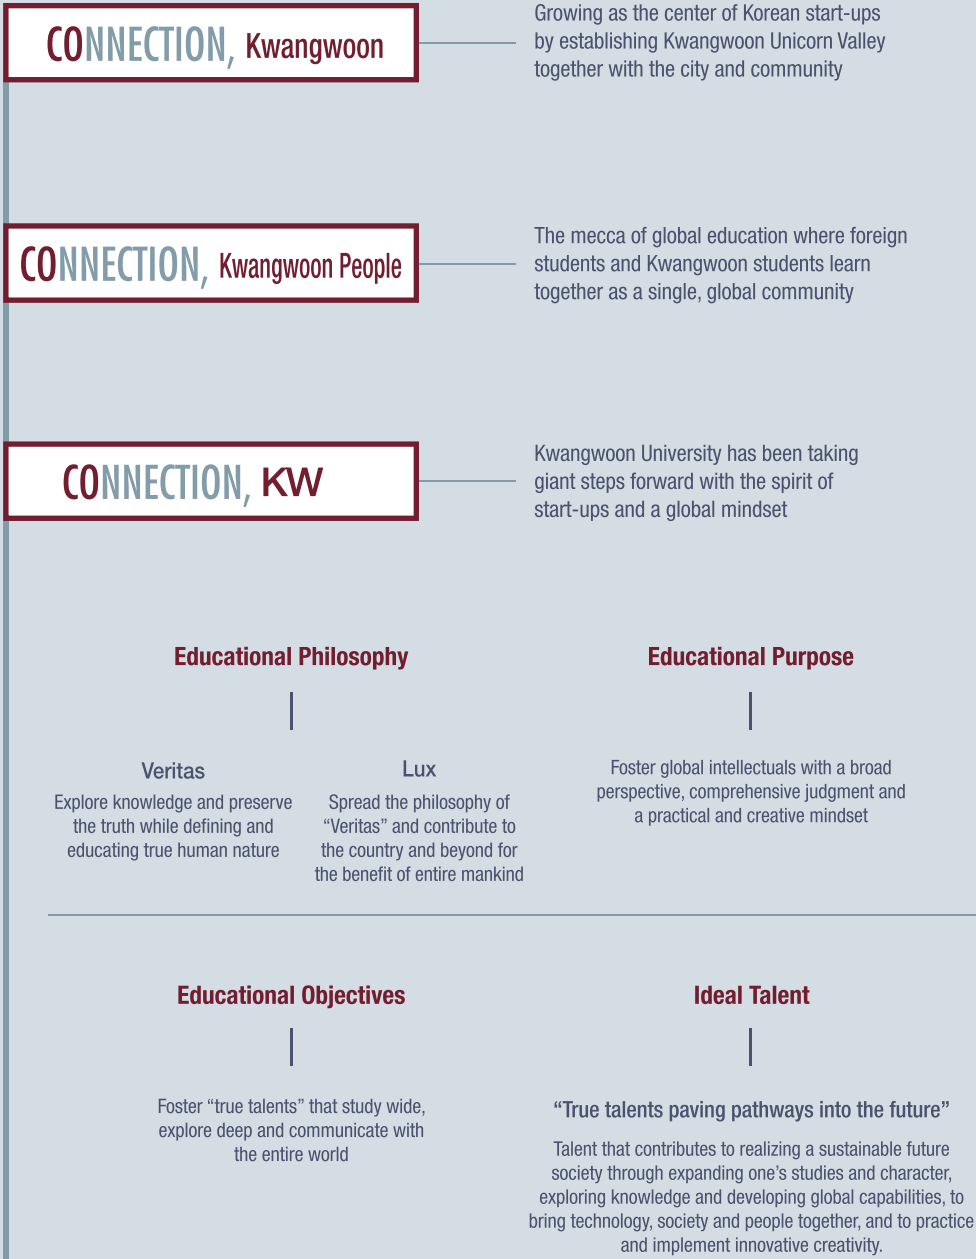 CONNECTION, Kwangwoon
Growing as the center of Korean start-ups
by establishing Kwangwoon Unicorn Valley
together with the city and community
CONNECTION, Kwangwoon People
The mecca of global education where foreign
students and Kwangwoon students learn
together as a single, global community
CONNECTION, KW
Kwangwoon University has been taking
giant steps forward with the spirit of
start-ups and a global mindset
Educational Philosophy
Veritas
Explore knowledge and preserve
the truth while defining and
educating true human nature
Lux
Spread the philosophy of
“Veritas” and contribute to
the country and beyond for
the benefit of entire mankind
Educational Purpose
Foster global intellectuals with a broad
perspective, comprehensive judgment and
a practical and creative mindset
Educational Objectives
Foster “true talents” that study wide,
explore deep and communicate with
the entire world
Ideal Talent
“True talents paving pathways into the future”
Talent that contributes to realizing a sustainable future
society through expanding one’s studies and character,
exploring knowledge and developing global capabilities, to
bring technology, society and people together, and to practice
and implement innovative creativity.